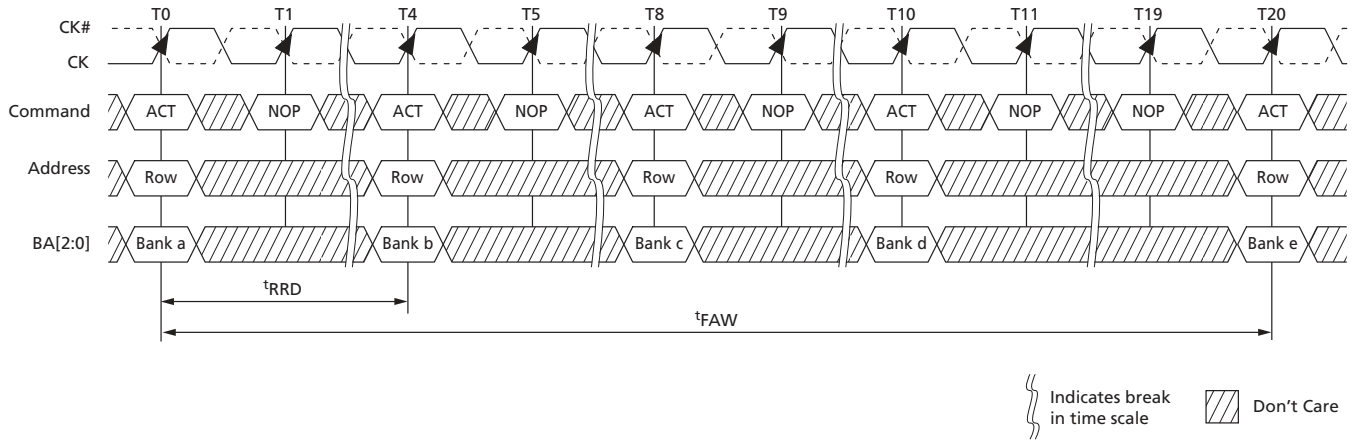 T0 T1 T4 T5 T8 T9 T10 T11 T19 T20
CK#
CK
Command ACT NOP ACT NOP ACT NOP ACT NOP NOP ACT
Address Row Row Row Row Row
BA[2:0] Bank a Bank b Bank c Bank d Bank e
tRRD
tFAW
Indicates break
in time scale
Don't Care